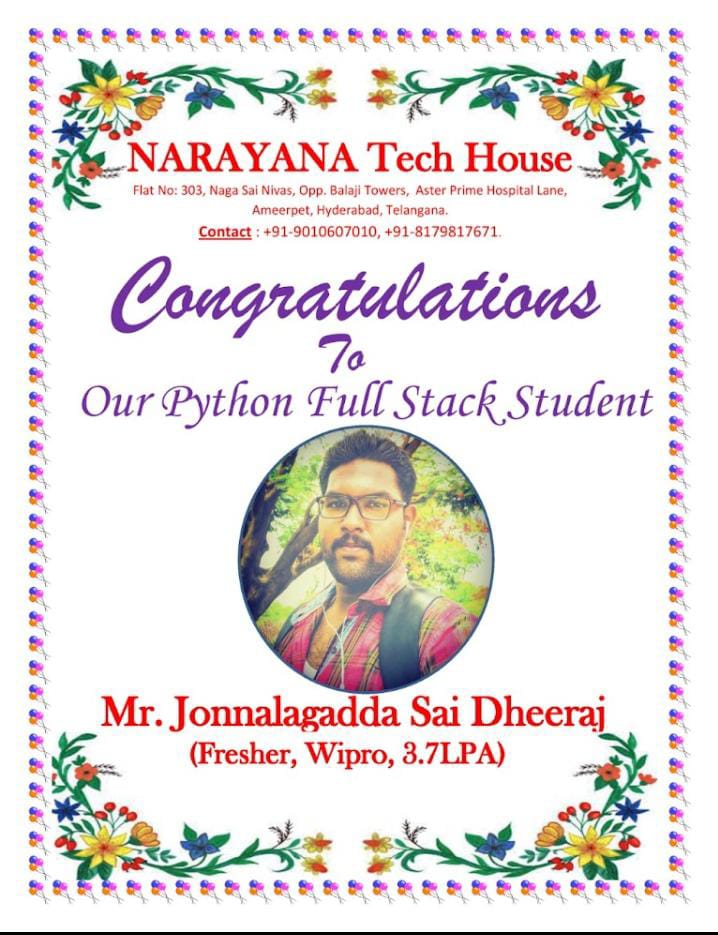 NARAYANA Tech House
Flat No: 303, Naga Sai Nivas, Opp. Balaji Towers, Aster Prime Hospital Lane,
Ameerpet, Hyderabad, Telangana.
Contact : +91-9010607010, +91-8179817671.
Congratulations
To
Our Python Full Stack Student
Mr. Jonnalagadda Sai Dheeraj
(Fresher, Wipro, 3.7LPA)